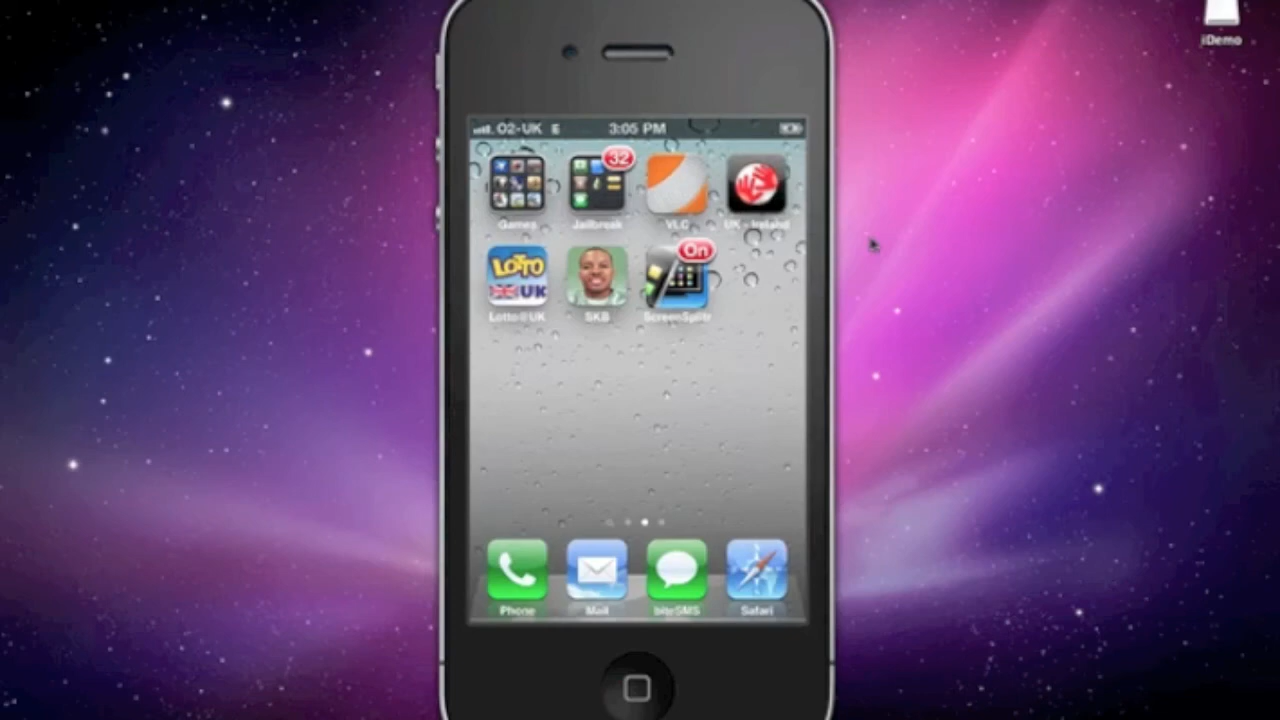 iDemo
O2-UK E 3:05 PM
32
Games Jailbreak VLC UK - Ireland
LOTTO
UK
On
Lotto@UK SKB ScreenSplitr
Phone Mail biteSMS Safari